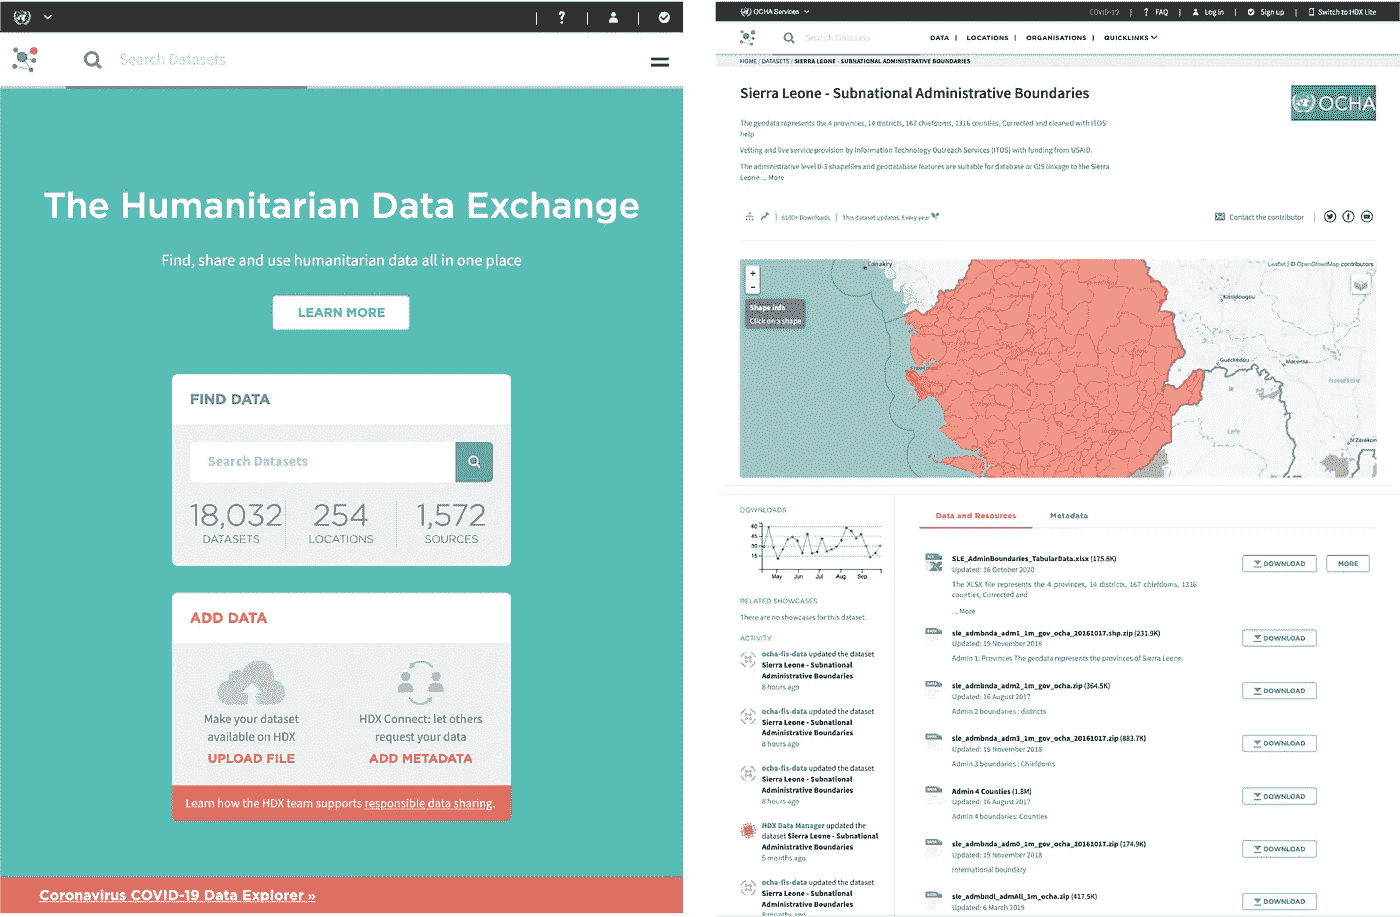 ?
Search Datasets
The Humanitarian Data Exchange
Find, share and use humanitarian data all in one place
LEARN MORE
FIND DATA
Search Datasets
18,032 254 1,572
DATASETS LOCATIONS SOURCES
ADD DATA
Make your dataset
available on HDX
UPLOAD FILE
HDX Connect: let others
request your data
ADD METADATA
Learn how the HDX team supports responsible data sharing.
Coronavirus COVID-19 Data Explorer »
OCHA Services
COVID-19 | ? FAQ | Log in | Sign up | Switch to HDX Lite
Search Datasets
DATA | LOCATIONS | ORGANISATIONS | QUICKLINKS
HOME / DATASETS / SIERRA LEONE - SUBNATIONAL ADMINISTRATIVE BOUNDARIES
Sierra Leone - Subnational Administrative Boundaries
OCHA
The geodata represents the 4 provinces, 14 districts, 167 chiefdoms, 1316 counties, Corrected and cleaned with ITOS'
help
Vetting and live service provision by Information Technology Outreach Services (ITOS) with funding from USAID.
The administrative level 0-3 shapefiles and geodatabase features are suitable for database or GIS linkage to the Sierra
Leone ... More
6100+ Downloads | This dataset updates: Every year
Contact the contributor
+
-
Shape info
Click on a shape
Conakry
Leaflet | © OpenStreetMap contributors
Kissidougou
Guéckédou
Macenta
Freetown
Lofa
N'Zérékoré
DOWNLOADS
60
45
30
15
May Jun Jul Aug Sep
RELATED SHOWCASES
There are no showcases for this dataset.
ACTIVITY
ocha-fis-data updated the dataset
Sierra Leone - Subnational
Administrative Boundaries
8 hours ago
ocha-fis-data updated the dataset
Sierra Leone - Subnational
Administrative Boundaries
8 hours ago
ocha-fis-data updated the dataset
Sierra Leone - Subnational
Administrative Boundaries
8 hours ago
HDX Data Manager updated the
dataset Sierra Leone - Subnational
Administrative Boundaries
5 months ago
ocha-fis-data updated the dataset
Sierra Leone - Subnational
Administrative Boundaries
8 months ago
Data and Resources Metadata
SLE_AdminBoundaries_TabularData.xlsx (175.8K)
Updated: 16 October 2020
The XLSX file represents the 4 provinces, 14 districts, 167 chiefdoms, 1316
counties, Corrected and
... More
DOWNLOAD MORE
sle_admbnda_adm1_1m_gov_ocha_20161017.shp.zip (231.9K)
Updated: 19 November 2018
Admin 1: Provinces The geodata represents the provinces of Sierra Leone.
DOWNLOAD
sle_admbnda_adm2_1m_gov_ocha.zip (364.5K)
Updated: 16 August 2017
Admin 2 boundaries : districts
DOWNLOAD
sle_admbnda_adm3_1m_gov_ocha_20161017.zip (883.7K)
Updated: 19 November 2018
Admin 3 boundaries : Chiefdoms
DOWNLOAD
Admin 4 Counties (1.8M)
Updated: 16 August 2017
Admin 4 boundaries: Counties
DOWNLOAD
sle_admbnda_adm0_1m_gov_ocha_20161017.zip (174.9K)
Updated: 19 November 2018
International boundary
DOWNLOAD
sle_admbndl_admAll_1m_ocha.zip (417.5K)
Updated: 6 March 2019
DOWNLOAD